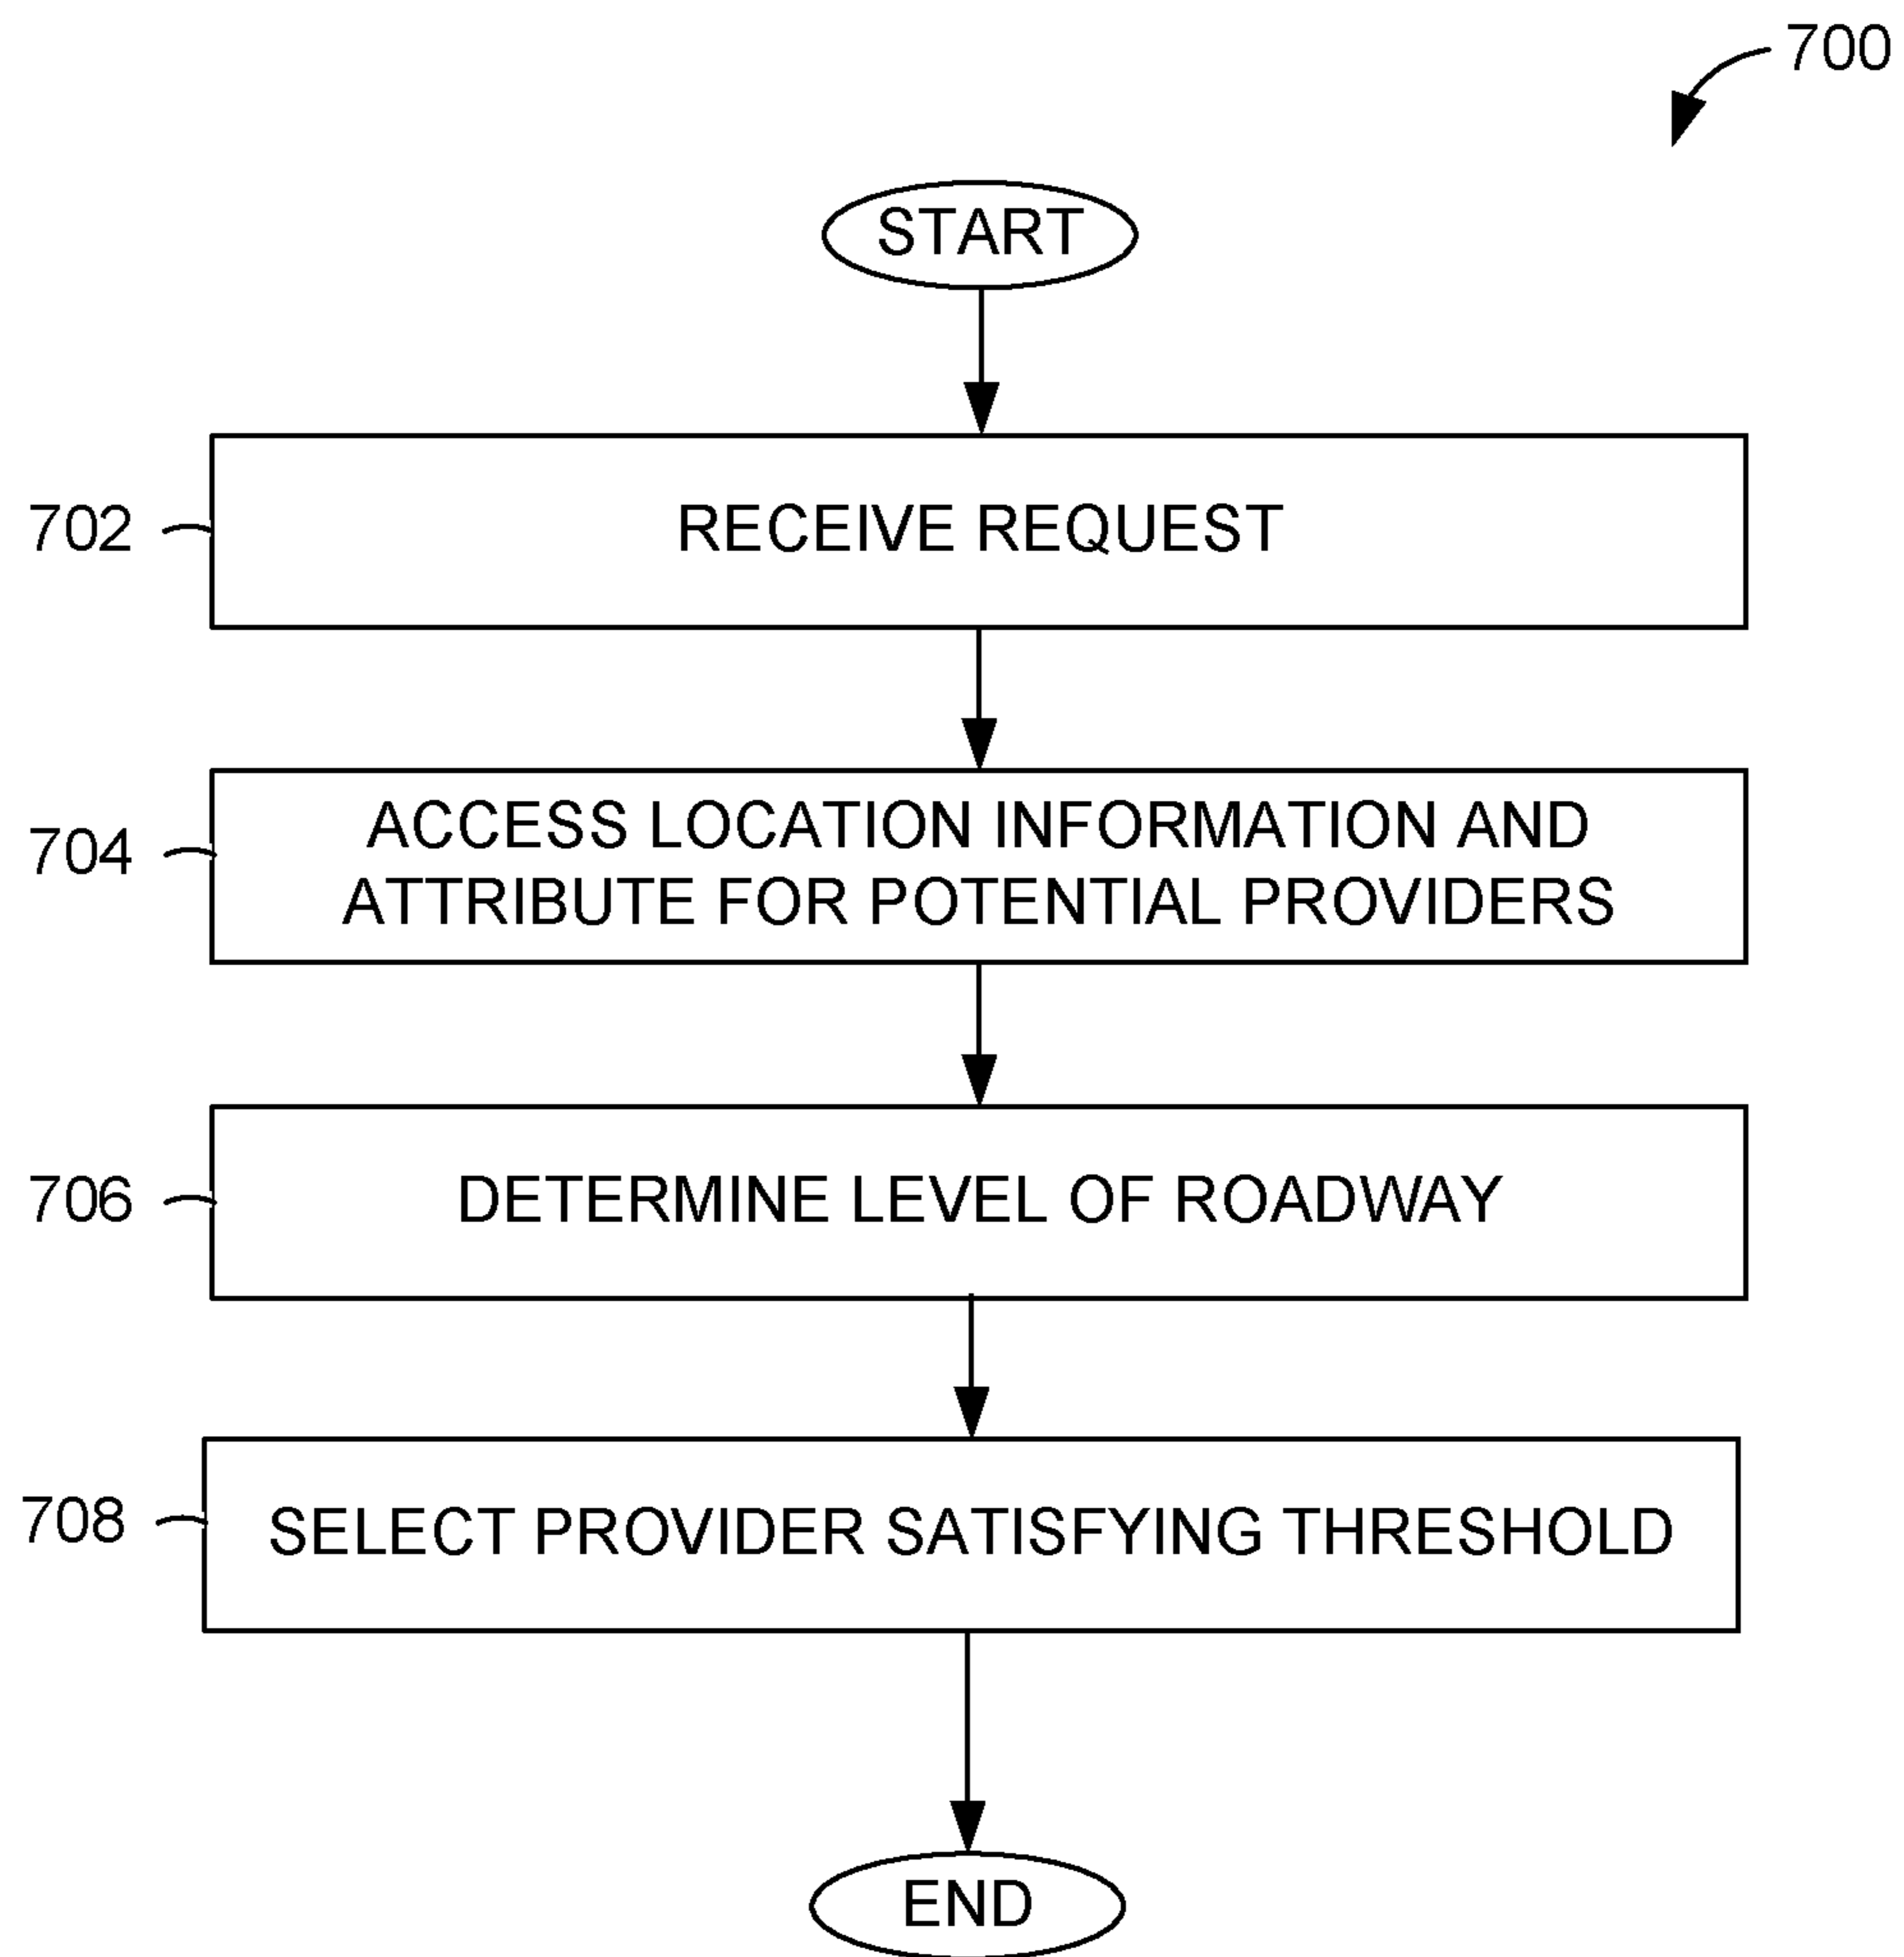 700
START
702
RECEIVE REQUEST
704
ACCESS LOCATION INFORMATION AND
ATTRIBUTE FOR POTENTIAL PROVIDERS
706
DETERMINE LEVEL OF ROADWAY
708
SELECT PROVIDER SATISFYING THRESHOLD
END